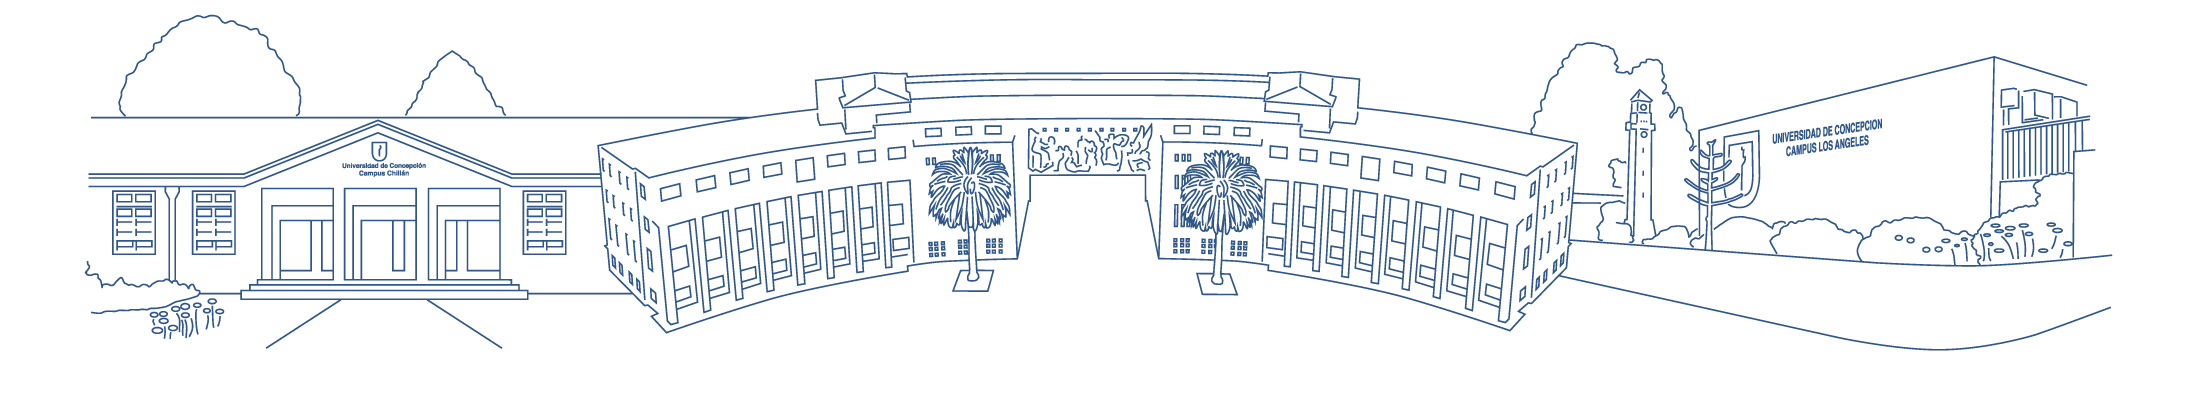 Universidad de Concepción
Campus Chillán
UNIVERSIDAD DE CONCEPCION
CAMPUS LOS ANGELES